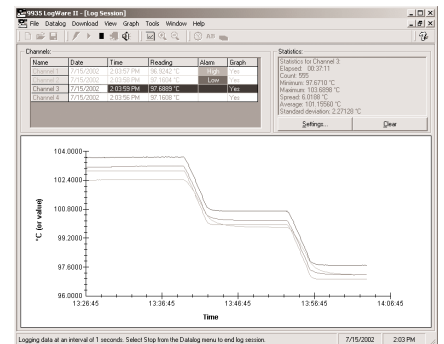 9935 LogWare II - [Log Session]
File Datalog Download View Graph Tools Window Help
Channels:
Name Date Time Reading Alarm Graph
Channel 1 7/15/2002 2:03:57 PM 96.9242 °C High Yes
Channel 2 7/15/2002 2:03:58 PM 97.1604 °C Low Yes
Channel 3 7/15/2002 2:03:59 PM 97.6889 °C Yes
Channel 4 7/15/2002 2:03:56 PM 97.1608 °C Yes
Statistics:
Statistics for Channel 3:
Elapsed: 00:37:11
Count: 555
Minimum: 97.6710 °C
Maximum: 103.6898 °C
Spread: 6.0188 °C
Average: 101.15560 °C
Standard deviation: 2.27128 °C
Settings... Clear
°C (or value)
104.0000
102.4000
100.8000
99.2000
97.6000
96.0000
13:26:45 13:36:45 13:46:45 13:56:45 14:06:45
Time
Logging data at an interval of 1 seconds. Select Stop from the Datalog menu to end log session. 7/15/2002 2:03 PM